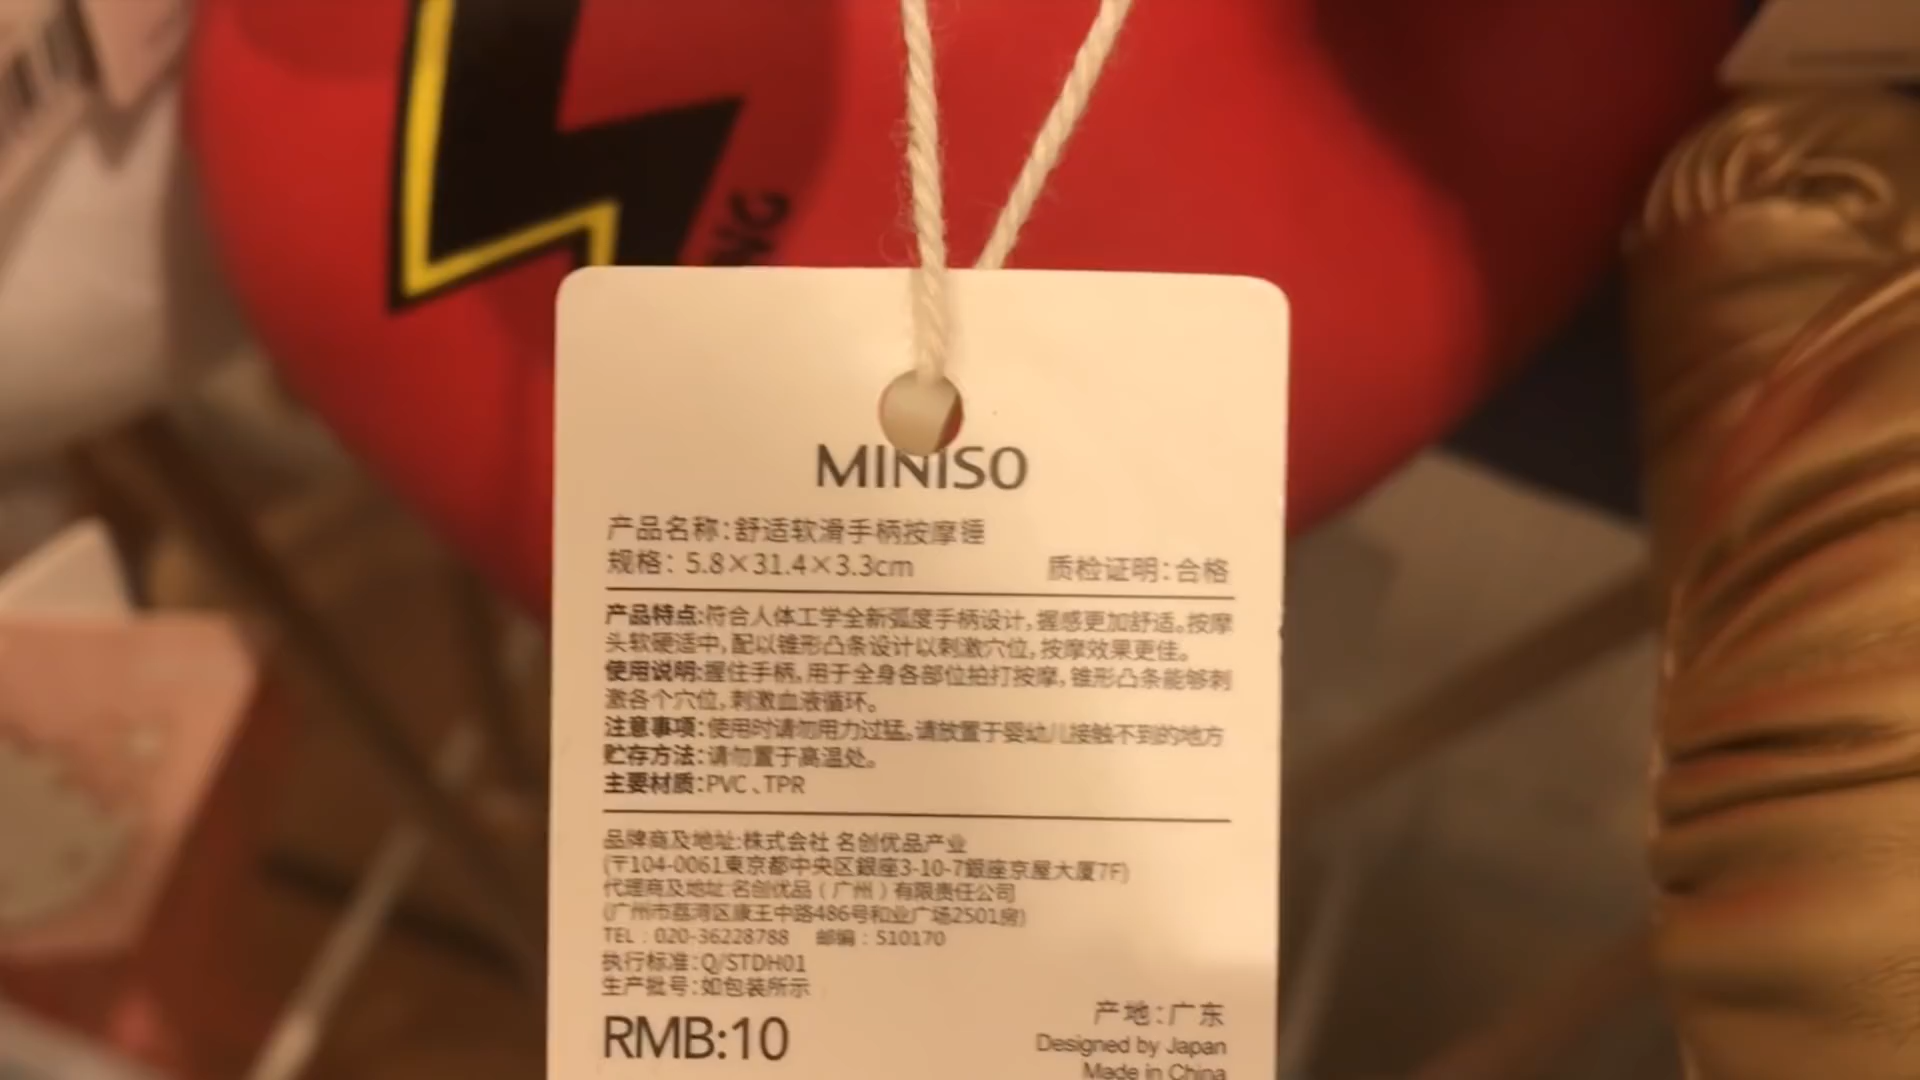 NG
MINISO
产品名称:舒适软滑手柄按摩锤
规格: 5.8×31.4×3.3cm
质检证明:合格
产品特点:符合人体工学全新弧度手柄设计,握感更加舒适。按摩
头软硬适中,配以锥形凸条设计以刺激穴位,按摩效果更佳。
使用说明:握住手柄,用于全身各部位拍打按摩,锥形凸条能够刺
激各个穴位,刺激血液循环。
注意事项:使用时请勿用力过猛。请放置于婴幼儿接触不到的地方
贮存方法:请勿置于高温处。
主要材质:PVC、TPR
品牌商及地址:株式会社 名创优品产业
(〒104-0061東京都中央区銀座3-10-7銀座京屋大厦7F)
代理商及地址:名创优品(广州)有限责任公司
(广州市荔湾区康王中路486号和业广场2501房)
TEL:020-36228788 邮编:510170
执行标准:Q/STDH01
生产批号:如包装所示
RMB:10
产地:广东
Designed by Japan
Made in China